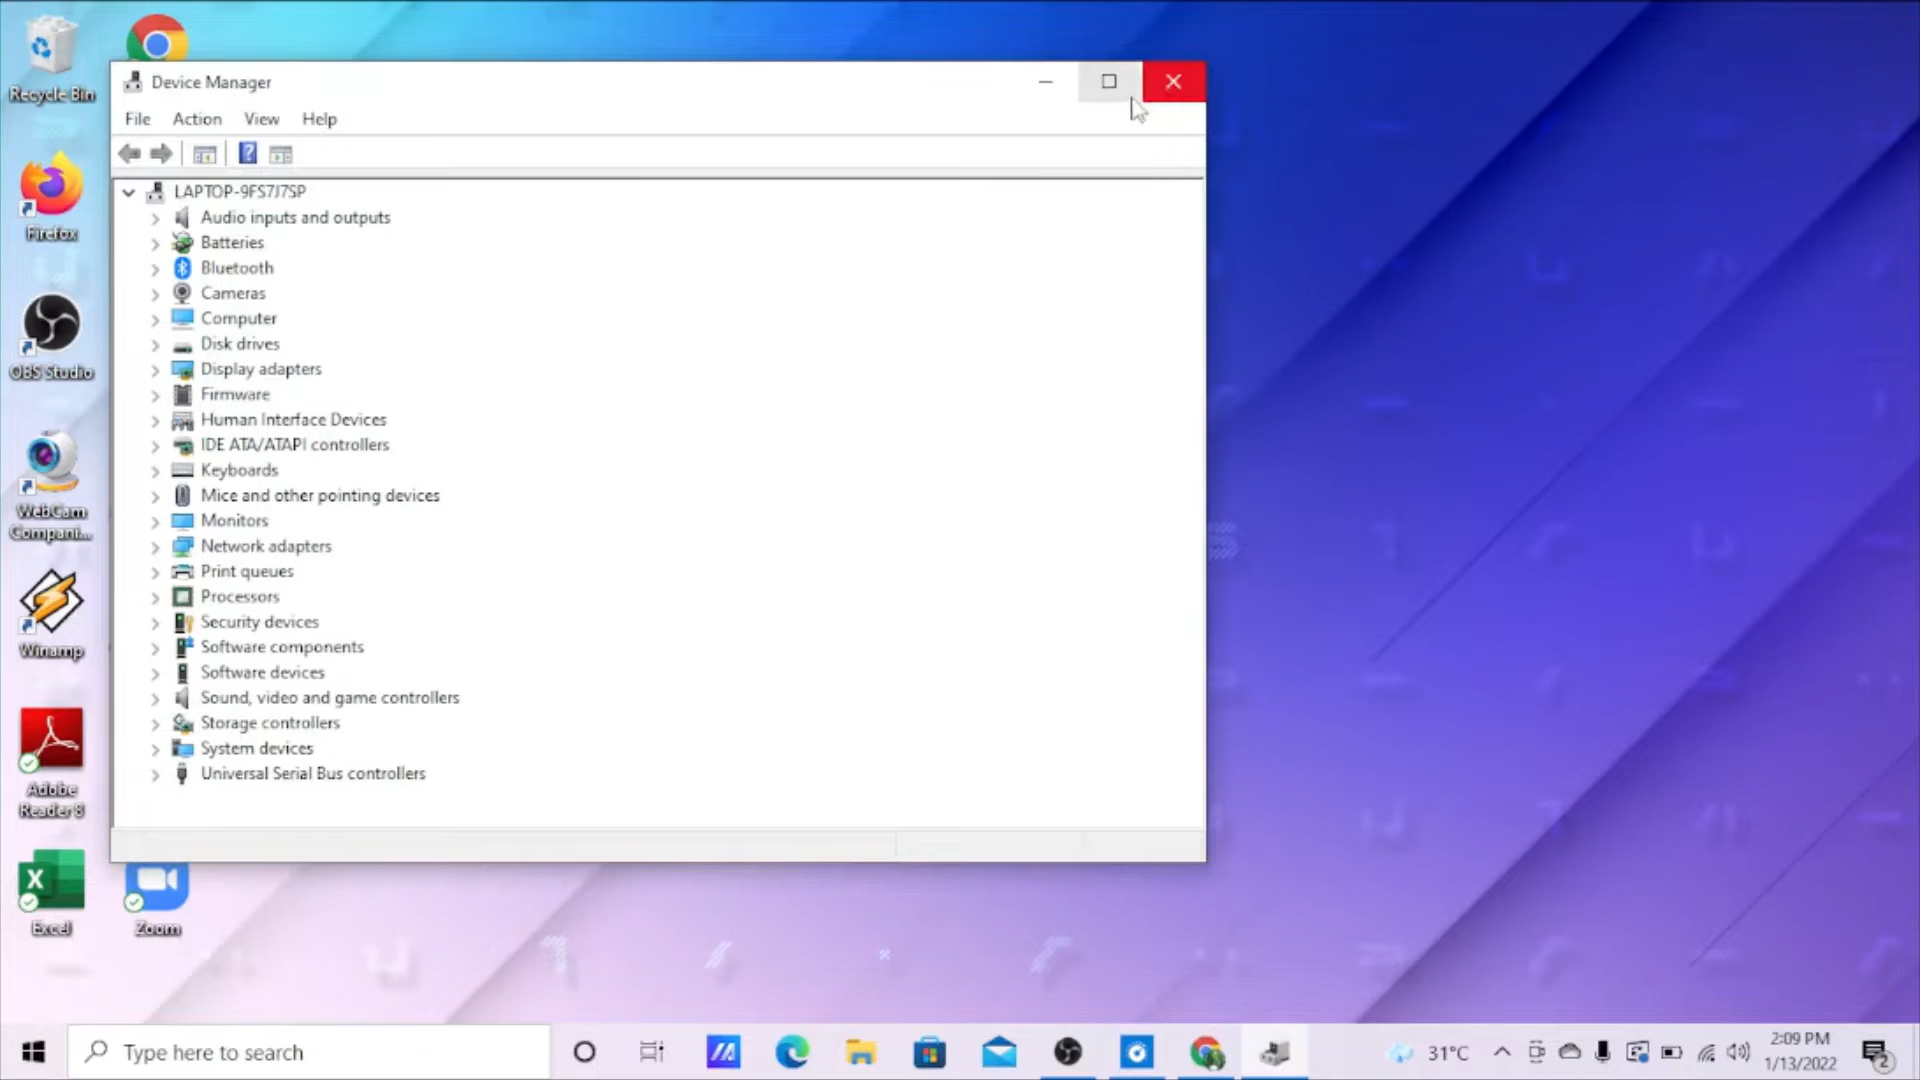 Recycle Bin
Firefox
OBS Studio
WebCam
Compani...
Winamp
Adobe
Reader 8
Excel
Zoom
Device Manager
File Action View Help
LAPTOP-9FS7J7SP
Audio inputs and outputs
Batteries
Bluetooth
Cameras
Computer
Disk drives
Display adapters
Firmware
Human Interface Devices
IDE ATA/ATAPI controllers
Keyboards
Mice and other pointing devices
Monitors
Network adapters
Print queues
Processors
Security devices
Software components
Software devices
Sound, video and game controllers
Storage controllers
System devices
Universal Serial Bus controllers
Type here to search
31°C
2:09 PM
1/13/2022
2